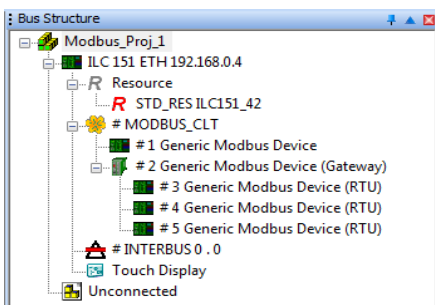 Bus Structure
Modbus_Proj_1
ILC 151 ETH 192.168.0.4
R Resource
R STD_RES ILC151_42
# MODBUS_CLT
# 1 Generic Modbus Device
# 2 Generic Modbus Device (Gateway)
# 3 Generic Modbus Device (RTU)
# 4 Generic Modbus Device (RTU)
# 5 Generic Modbus Device (RTU)
# INTERBUS 0 . 0
Touch Display
Unconnected